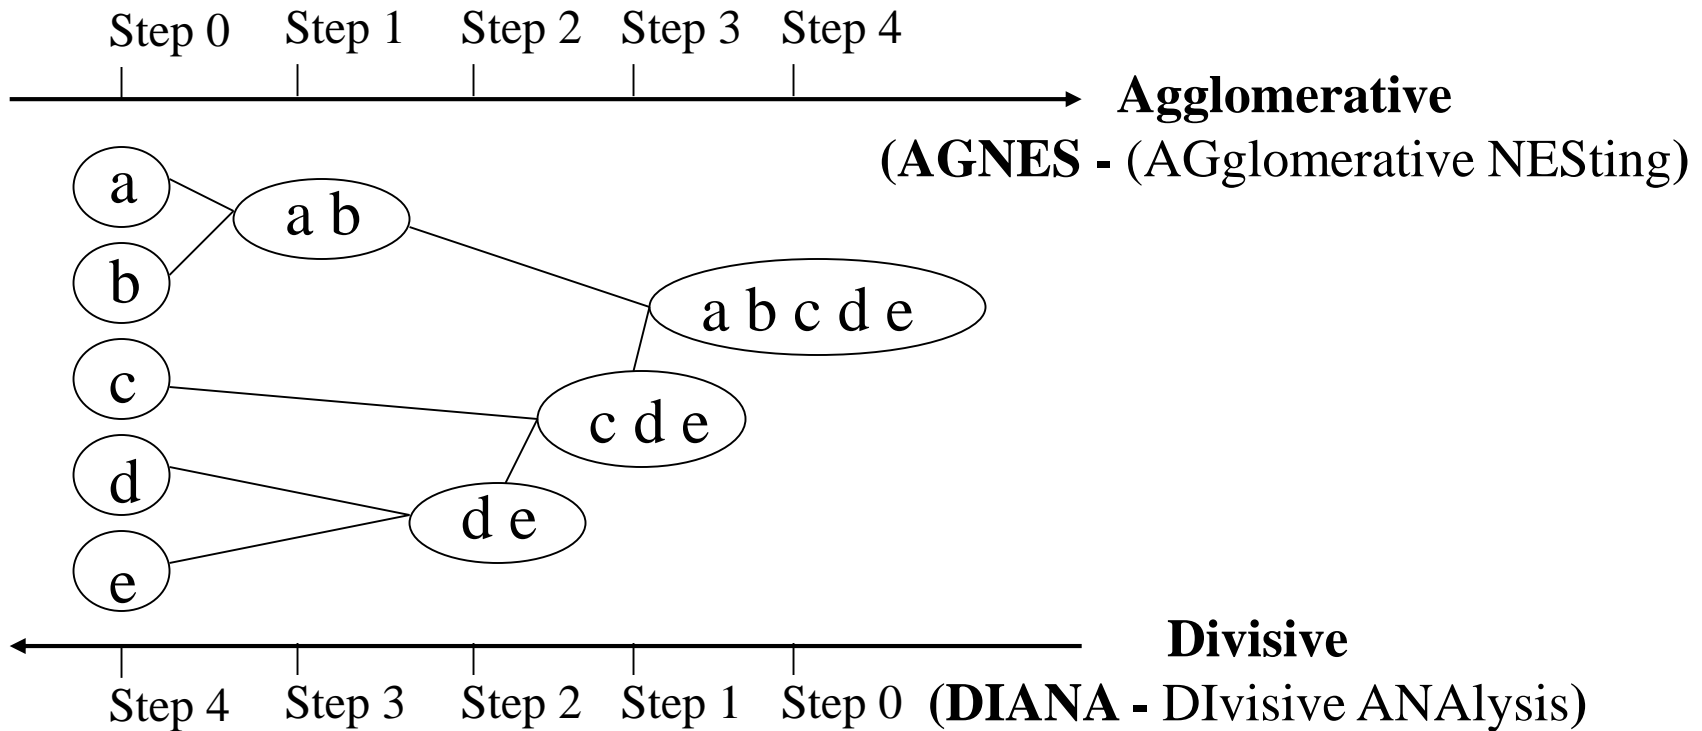 Step 0 Step 1 Step 2 Step 3 Step 4
Agglomerative
(AGNES - (AGglomerative NESting)
a
a b
b
a b c d e
c
c d e
d
d e
e
Divisive
Step 4 Step 3 Step 2 Step 1 Step 0 (DIANA - DIvisive ANAlysis)